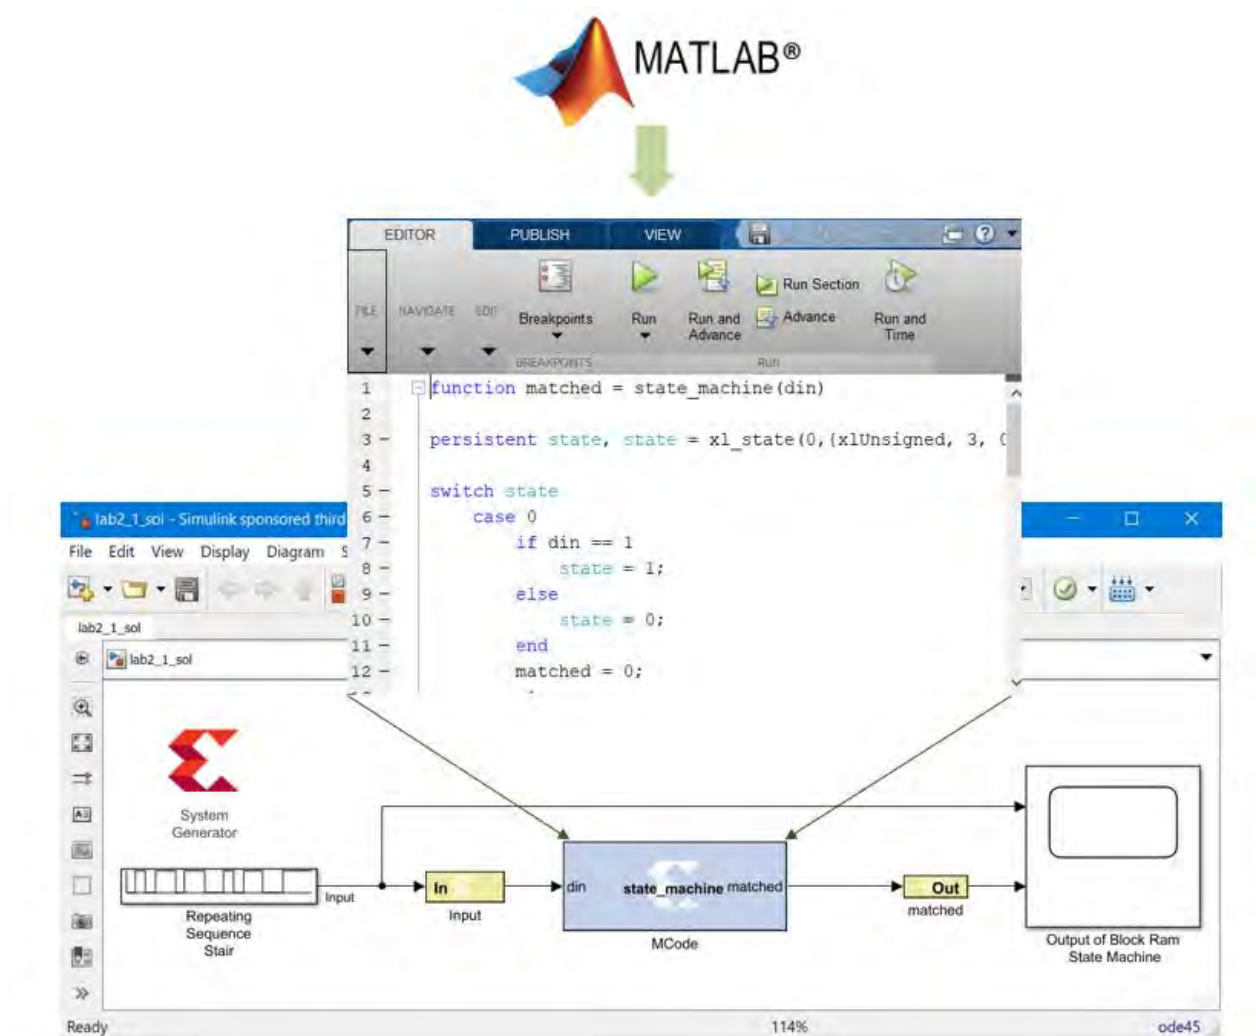 MATLAB®
EDITOR PUBLISH VIEW
FILE NAVIGATE EDIT Breakpoints Run Run and Advance Run Section Advance Run and Time
BREAKPOINTS RUN
1 function matched = state_machine(din)
2
3 - persistent state, state = xl_state(0,{xlUnsigned, 3, 0
4
5 - switch state
6 - case 0
7 - if din == 1
8 - state = 1;
9 - else
10 - state = 0;
11 - end
12 - matched = 0;
lab2_1_sol - Simulink sponsored third
File Edit View Display Diagram S
lab2_1_sol
lab2_1_sol
System
Generator
Repeating
Sequence
Stair
Input
In
Input
din state_machine matched
MCode
Out
matched
Output of Block Ram
State Machine
Ready 114% ode45